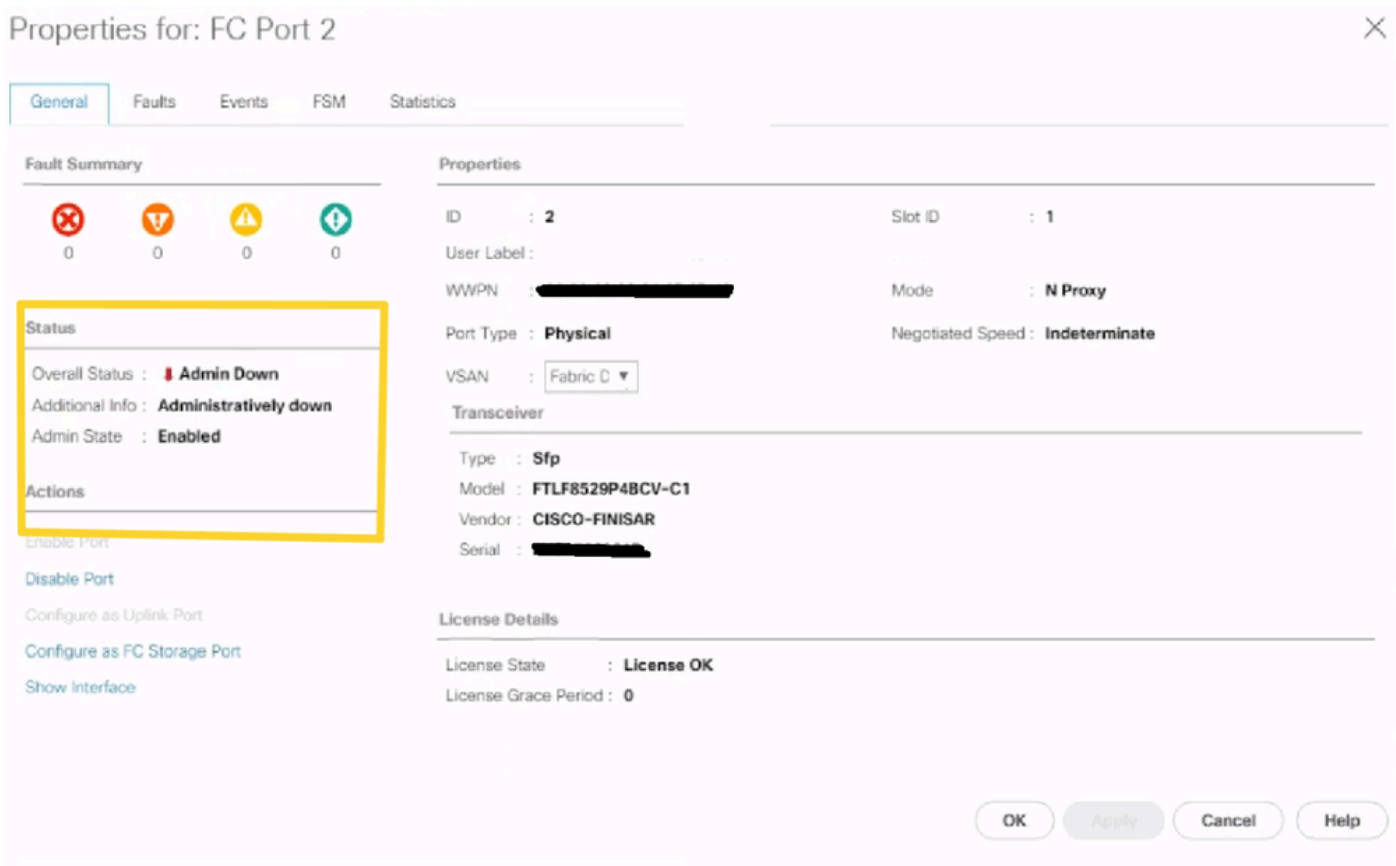 Properties for: FC Port 2
General Faults Events FSM Statistics
Fault Summary
0 0 0 0
Status
Overall Status : Admin Down
Additional Info : Administratively down
Admin State : Enabled
Actions
Enable Port
Disable Port
Configure as Uplink Port
Configure as FC Storage Port
Show Interface
Properties
ID : 2 Slot ID : 1
User Label :
WWPN : Mode : N Proxy
Port Type : Physical Negotiated Speed : Indeterminate
VSAN : Fabric D
Transceiver
Type : Sfp
Model : FTLF8529P4BCV-C1
Vendor : CISCO-FINISAR
Serial :
License Details
License State : License OK
License Grace Period : 0
OK Apply Cancel Help